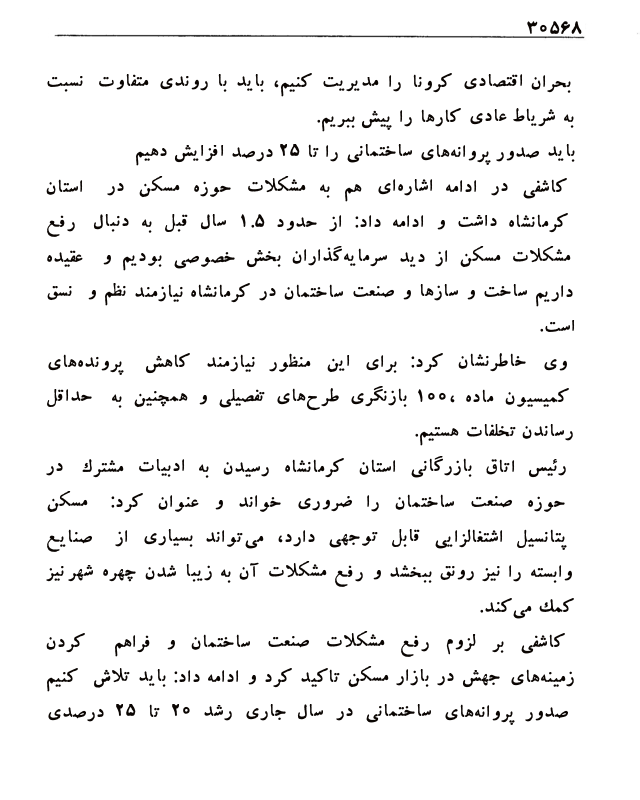 ۳۰۵۶۸
بحران اقتصادی کرونا را مدیریت کنیم، باید با روندی متفاوت نسبت
به شریاط عادی کارها را پیش ببریم.
باید صدور پروانه‌های ساختمانی را تا ۲۵ درصد افزایش دهیم
کاشفی در ادامه اشاره‌ای هم به مشکلات حوزه مسکن در استان
کرمانشاه داشت و ادامه داد: از حدود ۱.۵ سال قبل به دنبال رفع
مشکلات مسکن از دید سرمایه‌گذاران بخش خصوصی بودیم و عقیده
داریم ساخت و سازها و صنعت ساختمان در کرمانشاه نیازمند نظم و نسق
است.
وی خاطرنشان کرد: برای این منظور نیازمند کاهش پرونده‌های
کمیسیون ماده ،۱۰۰ بازنگری طرح‌های تفصیلی و همچنین به حداقل
رساندن تخلفات هستیم.
رئیس اتاق بازرگانی استان کرمانشاه رسیدن به ادبیات مشترك در
حوزه صنعت ساختمان را ضروری خواند و عنوان کرد: مسکن
پتانسیل اشتغالزایی قابل توجهی دارد، می‌تواند بسیاری از صنایع
وابسته را نیز رونق ببخشد و رفع مشکلات آن به زیبا شدن چهره شهر نیز
کمك می‌کند.
کاشفی بر لزوم رفع مشکلات صنعت ساختمان و فراهم کردن
زمینه‌های جهش در بازار مسکن تاکید کرد و ادامه داد: باید تلاش کنیم
صدور پروانه‌های ساختمانی در سال جاری رشد ۲۰ تا ۲۵ درصدی